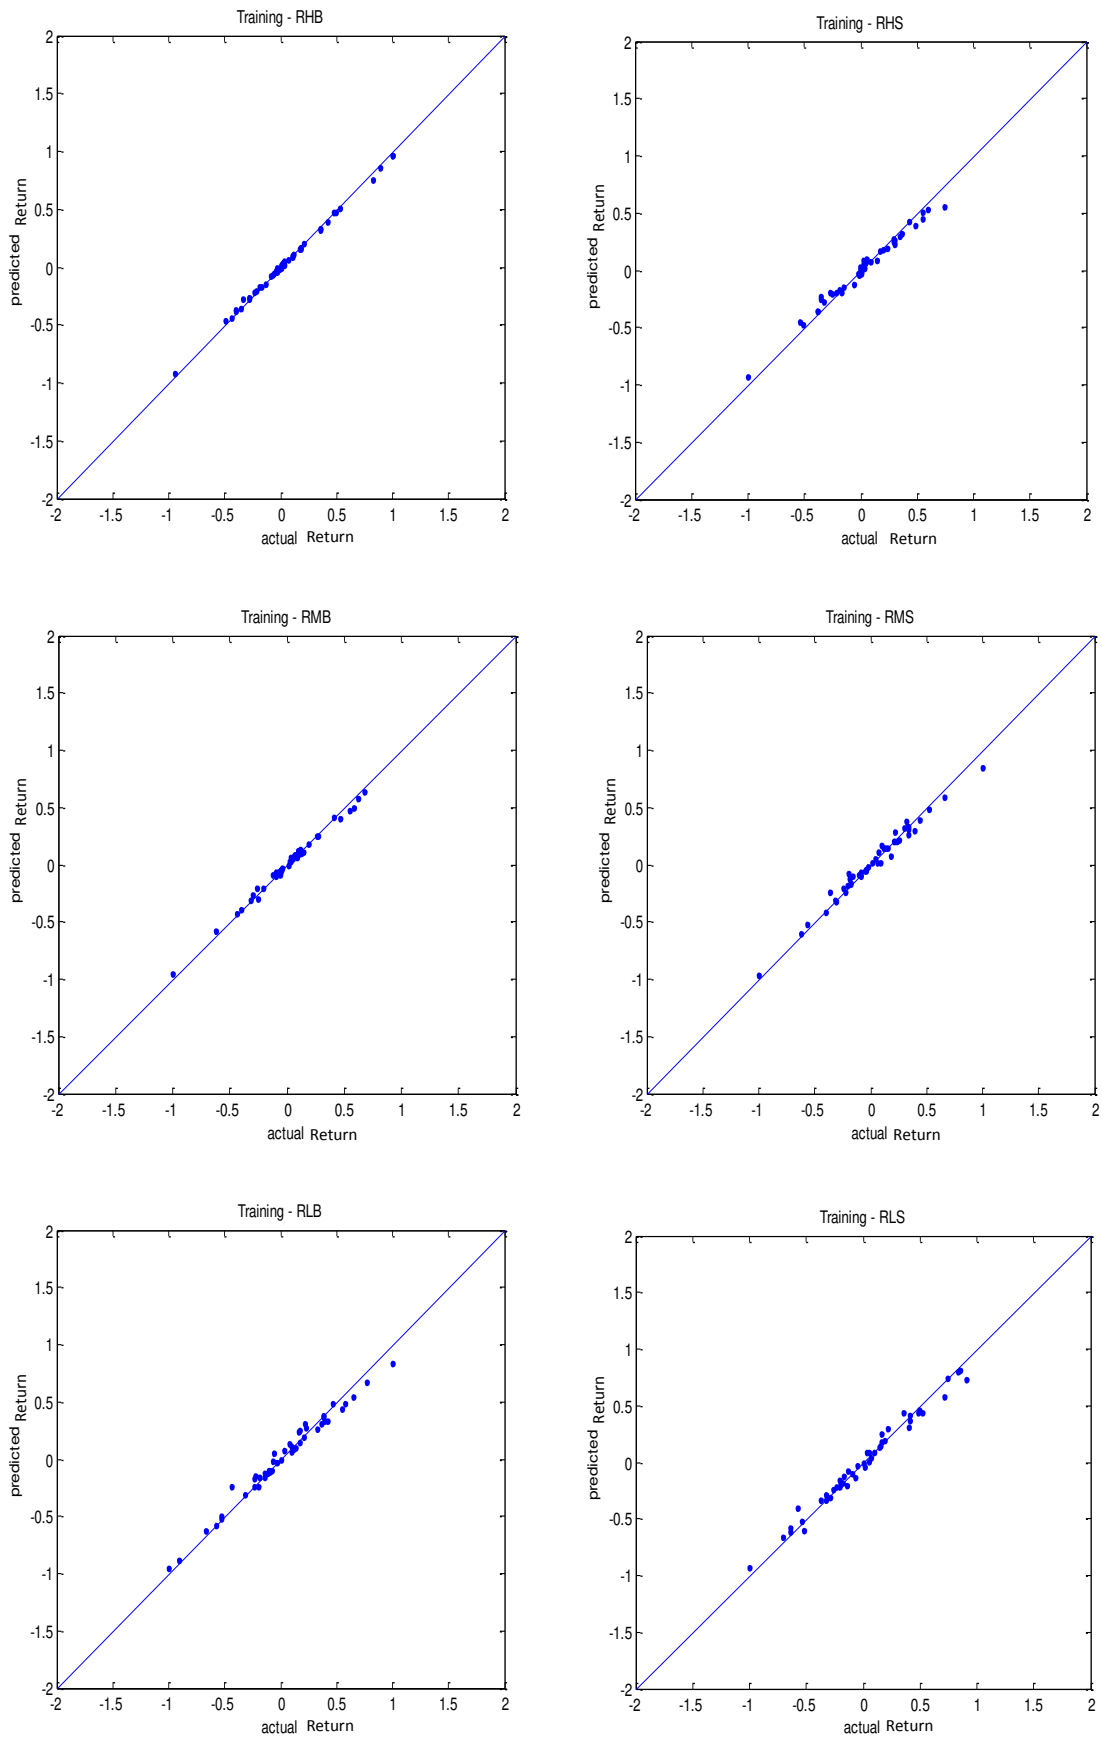 Training - RHB
2
1.5
1
0.5
0
-0.5
-1
-1.5
-2
-2 -1.5 -1 -0.5 0 0.5 1 1.5 2
predicted Return
actual Return
Training - RHS
2
1.5
1
0.5
0
-0.5
-1
-1.5
-2
-2 -1.5 -1 -0.5 0 0.5 1 1.5 2
predicted Return
actual Return
Training - RMB
2
1.5
1
0.5
0
-0.5
-1
-1.5
-2
-2 -1.5 -1 -0.5 0 0.5 1 1.5 2
predicted Return
actual Return
Training - RMS
2
1.5
1
0.5
0
-0.5
-1
-1.5
-2
-2 -1.5 -1 -0.5 0 0.5 1 1.5 2
predicted Return
actual Return
Training - RLB
2
1.5
1
0.5
0
-0.5
-1
-1.5
-2
-2 -1.5 -1 -0.5 0 0.5 1 1.5 2
predicted Return
actual Return
Training - RLS
2
1.5
1
0.5
0
-0.5
-1
-1.5
-2
-2 -1.5 -1 -0.5 0 0.5 1 1.5 2
predicted Return
actual Return